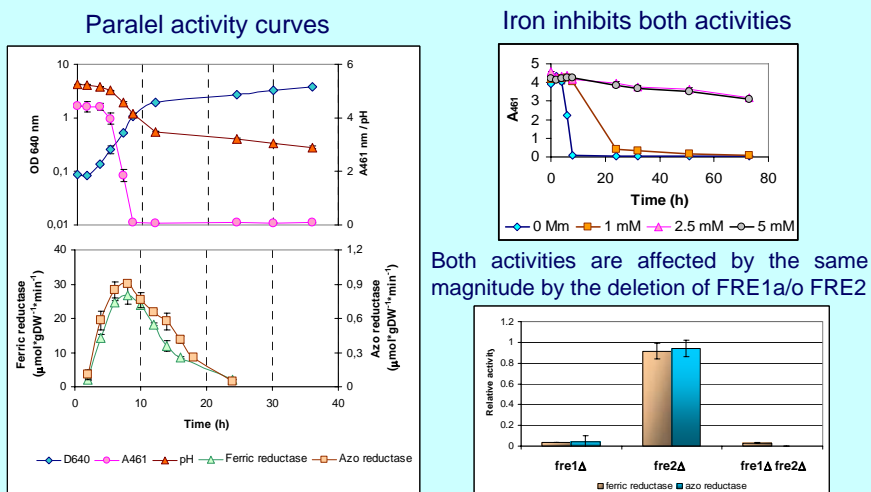 Paralel activity curves
10
1
0,1
0,01
OD 640 nm
6
4
2
0
A461 nm / pH
40
30
20
10
0
Ferric reductase
(µmol*gDW⁻¹*min⁻¹)
1,2
0,9
0,6
0,3
0
Azo reductase
(µmol*gDW⁻¹*min⁻¹)
0 10 20 30 40
Time (h)
D640 A461 pH Ferric reductase Azo reductase
Iron inhibits both activities
5
4
3
2
1
0
A461
0 20 40 60 80
Time (h)
0 Mm 1 mM 2.5 mM 5 mM
Both activities are affected by the same
magnitude by the deletion of FRE1a/o FRE2
1.2
1
0.8
0.6
0.4
0.2
0
Relative activity
fre1Δ fre2Δ fre1Δ fre2Δ
ferric reductase azo reductase